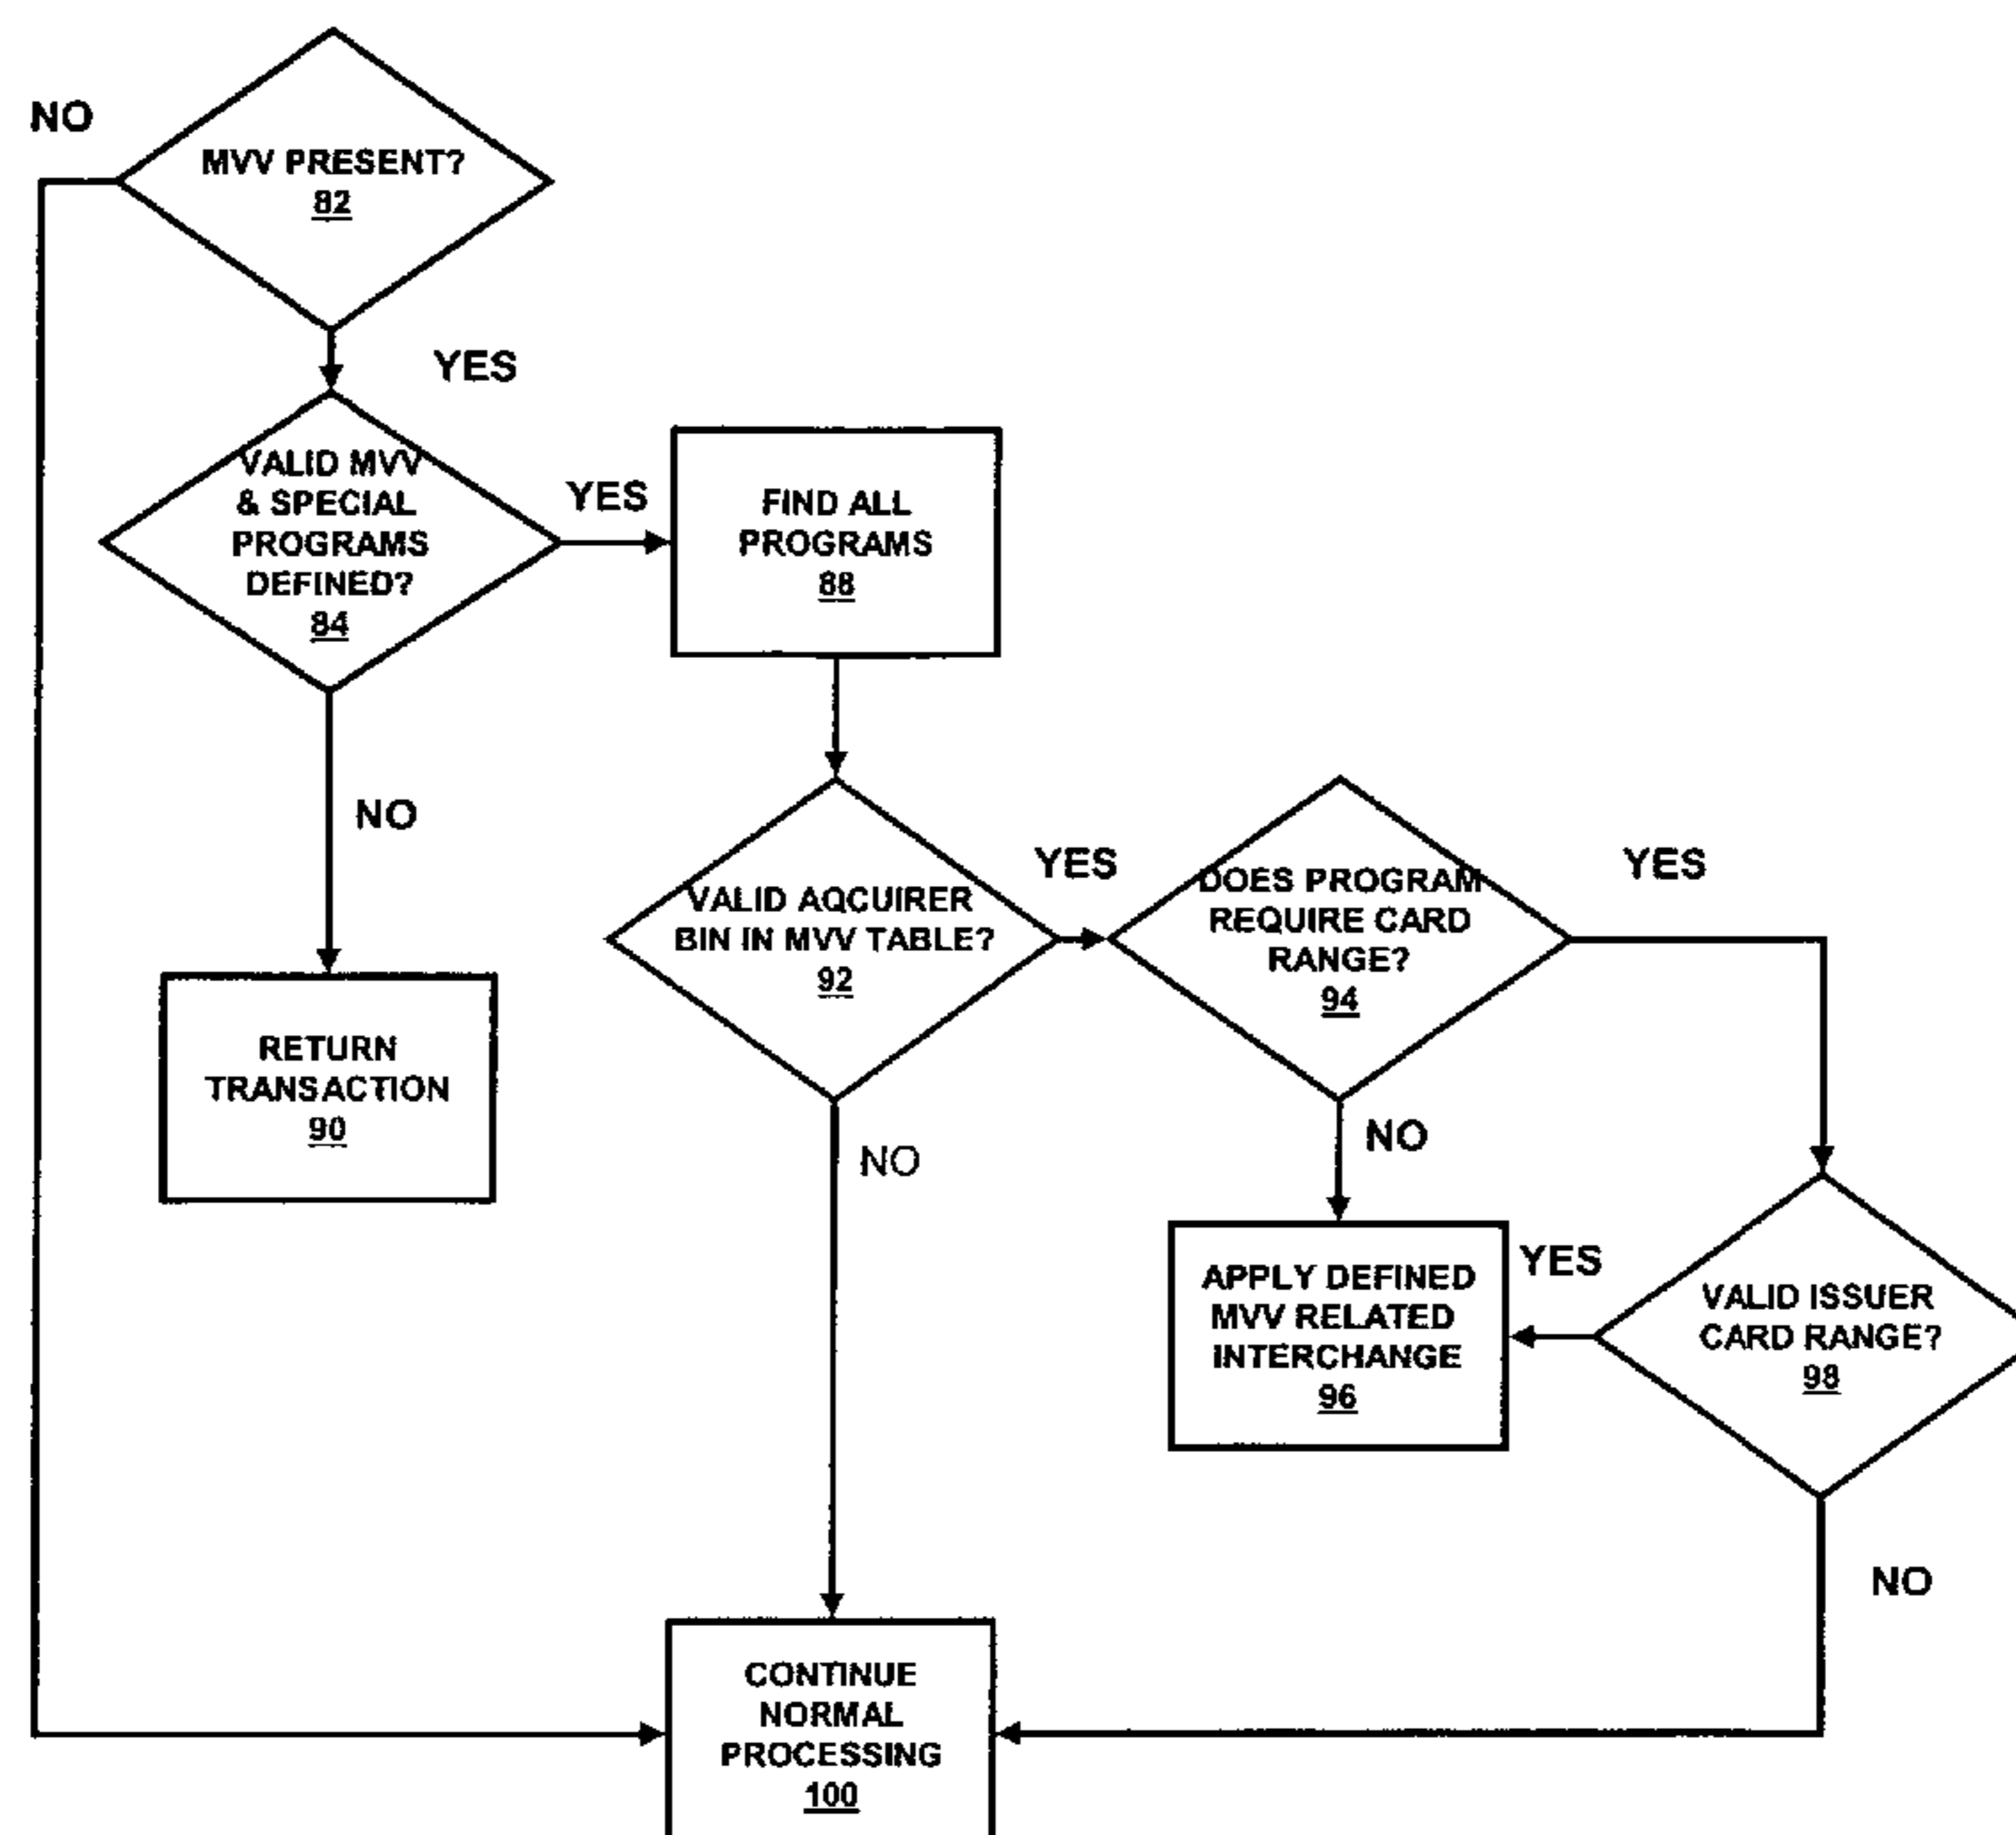 NO
MVV PRESENT?
82
YES
VALID MVV
& SPECIAL
PROGRAMS
DEFINED?
84
YES
FIND ALL
PROGRAMS
88
NO
RETURN
TRANSACTION
90
VALID AQCUIRER
BIN IN MVV TABLE?
92
YES
DOES PROGRAM
REQUIRE CARD
RANGE?
94
YES
NO
NO
APPLY DEFINED
MVV RELATED
INTERCHANGE
96
YES
VALID ISSUER
CARD RANGE?
98
NO
CONTINUE
NORMAL
PROCESSING
100